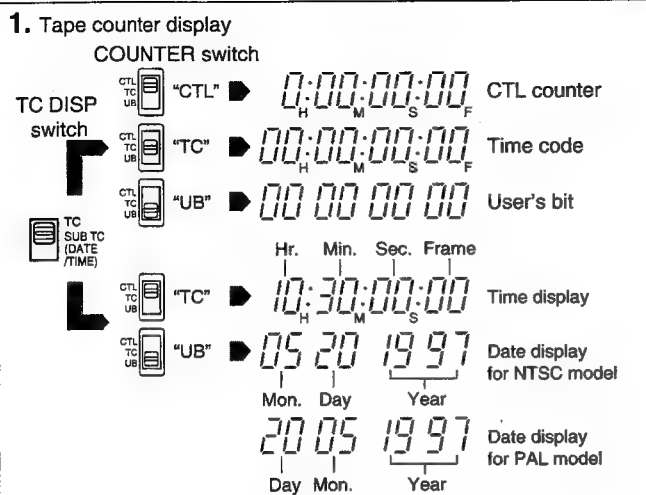 1. Tape counter display
COUNTER switch
TC DISP
switch
CTL
TC
UB
"CTL"
0:00:00:00
H M S F
CTL counter
CTL
TC
UB
"TC"
00:00:00:00
H M S F
Time code
CTL
TC
UB
"UB"
00 00 00 00
User's bit
TC
SUB TC
(DATE
/TIME)
Hr. Min. Sec. Frame
CTL
TC
UB
"TC"
10:30:00:00
H M S
Time display
CTL
TC
UB
"UB"
05 20 19 97
Date display
for NTSC model
Mon. Day Year
20 05 19 97
Date display
for PAL model
Day Mon. Year